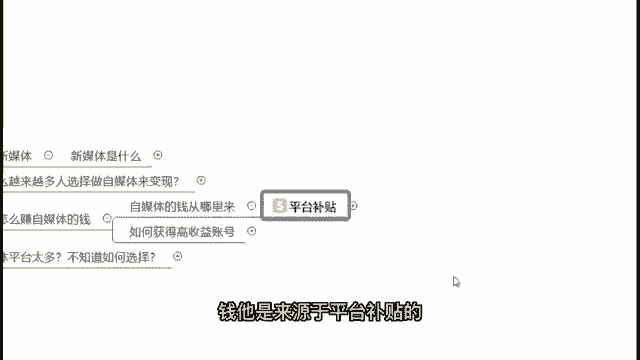 新媒体 新媒体是什么
么越来越多人选择做自媒体来变现？
自媒体的钱从哪里来 平台补贴
怎么赚自媒体的钱
如何获得高收益账号
体平台太多？不知道如何选择？
钱他是来源于平台补贴的